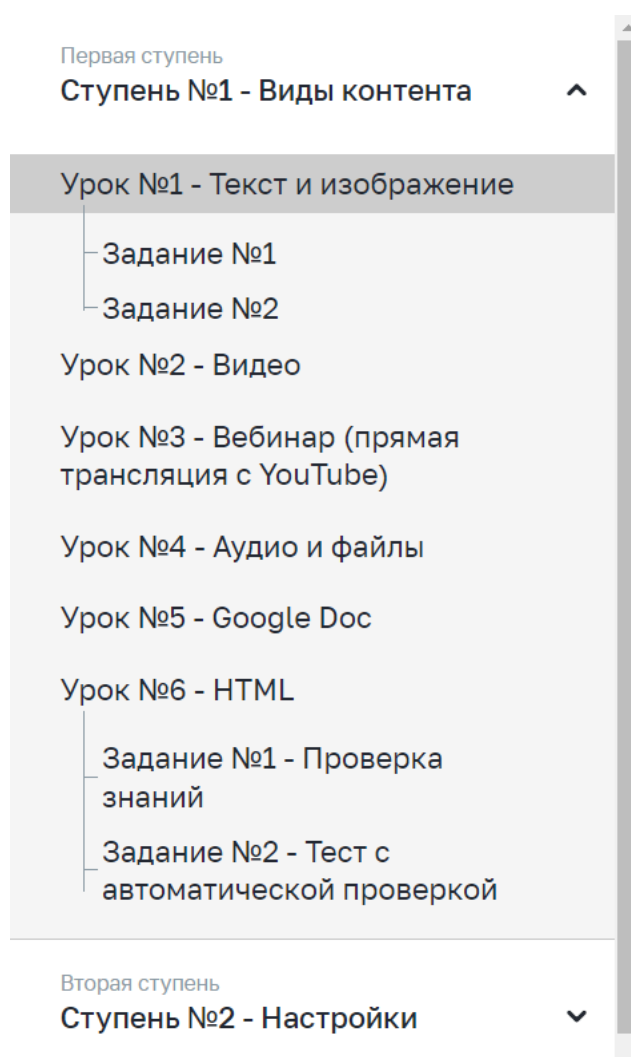 Первая ступень
Ступень №1 - Виды контента
Урок №1 - Текст и изображение
Задание №1
Задание №2
Урок №2 - Видео
Урок №3 - Вебинар (прямая
трансляция с YouTube)
Урок №4 - Аудио и файлы
Урок №5 - Google Doc
Урок №6 - HTML
Задание №1 - Проверка
знаний
Задание №2 - Тест с
автоматической проверкой
Вторая ступень
Ступень №2 - Настройки